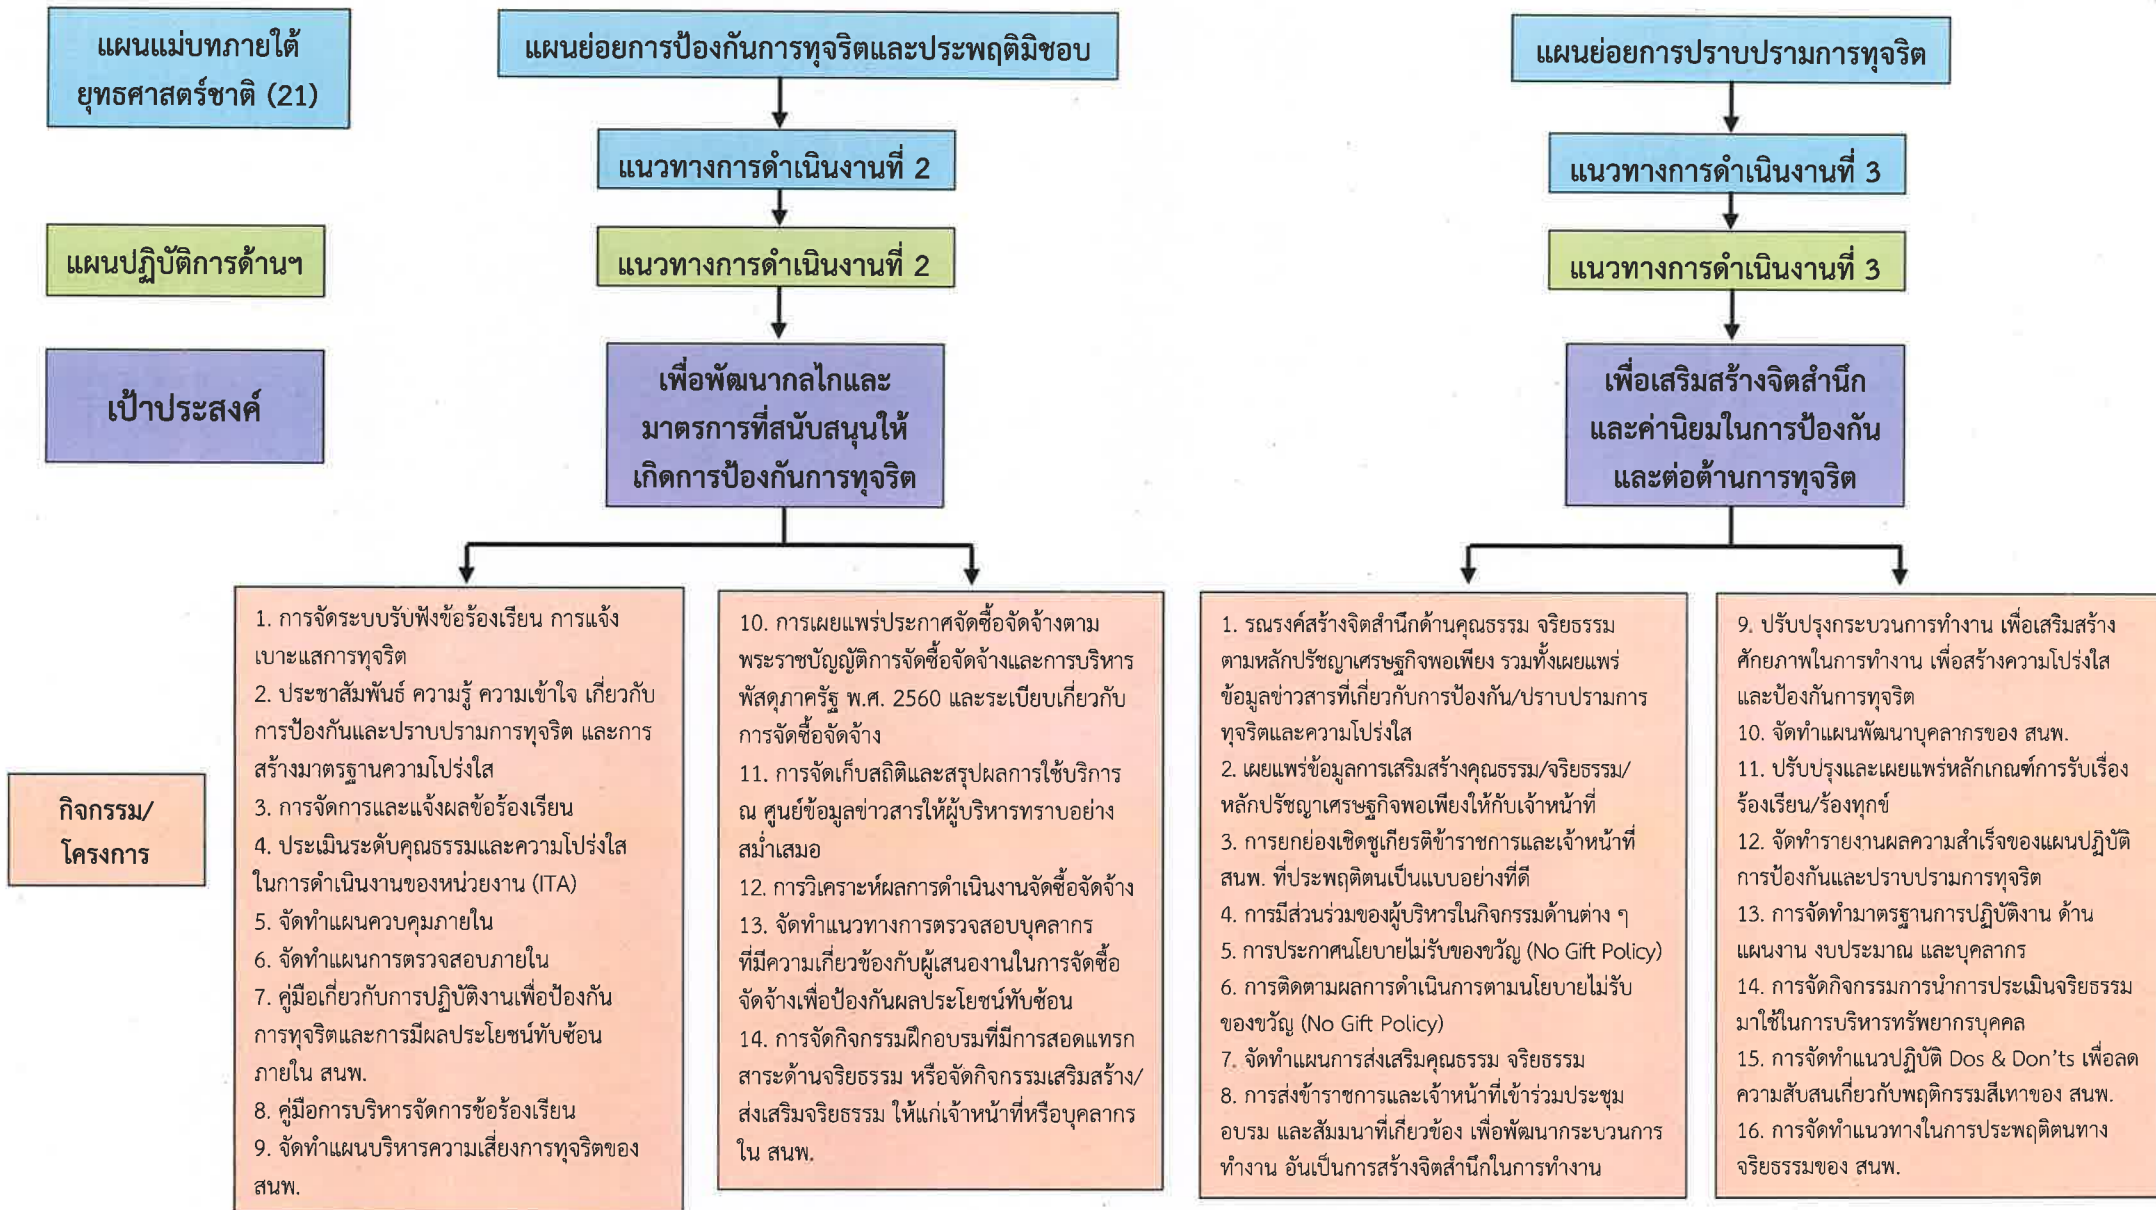 แผนแม่บทภายใต้
ยุทธศาสตร์ชาติ (21)
แผนย่อยการป้องกันการทุจริตและประพฤติมิชอบ
แผนย่อยการปราบปรามการทุจริต
แนวทางการดำเนินงานที่ 2
แนวทางการดำเนินงานที่ 3
แผนปฏิบัติการด้านฯ
แนวทางการดำเนินงานที่ 2
แนวทางการดำเนินงานที่ 3
เป้าประสงค์
เพื่อพัฒนากลไกและ
มาตรการที่สนับสนุนให้
เกิดการป้องกันการทุจริต
เพื่อเสริมสร้างจิตสำนึก
และค่านิยมในการป้องกัน
และต่อต้านการทุจริต
กิจกรรม/
โครงการ
1. การจัดระบบรับฟังข้อร้องเรียน การแจ้ง
เบาะแสการทุจริต
2. ประชาสัมพันธ์ ความรู้ ความเข้าใจ เกี่ยวกับ
การป้องกันและปราบปรามการทุจริต และการ
สร้างมาตรฐานความโปร่งใส
3. การจัดการและแจ้งผลข้อร้องเรียน
4. ประเมินระดับคุณธรรมและความโปร่งใส
ในการดำเนินงานของหน่วยงาน (ITA)
5. จัดทำแผนควบคุมภายใน
6. จัดทำแผนการตรวจสอบภายใน
7. คู่มือเกี่ยวกับการปฏิบัติงานเพื่อป้องกัน
การทุจริตและการมีผลประโยชน์ทับซ้อน
ภายใน สนพ.
8. คู่มือการบริหารจัดการข้อร้องเรียน
9. จัดทำแผนบริหารความเสี่ยงการทุจริตของ
สนพ.
10. การเผยแพร่ประกาศจัดซื้อจัดจ้างตาม
พระราชบัญญัติการจัดซื้อจัดจ้างและการบริหาร
พัสดุภาครัฐ พ.ศ. 2560 และระเบียบเกี่ยวกับ
การจัดซื้อจัดจ้าง
11. การจัดเก็บสถิติและสรุปผลการใช้บริการ
ณ ศูนย์ข้อมูลข่าวสารให้ผู้บริหารทราบอย่าง
สม่ำเสมอ
12. การวิเคราะห์ผลการดำเนินงานจัดซื้อจัดจ้าง
13. จัดทำแนวทางการตรวจสอบบุคลากร
ที่มีความเกี่ยวข้องกับผู้เสนองานในการจัดซื้อ
จัดจ้างเพื่อป้องกันผลประโยชน์ทับซ้อน
14. การจัดกิจกรรมฝึกอบรมที่มีการสอดแทรก
สาระด้านจริยธรรม หรือจัดกิจกรรมเสริมสร้าง/
ส่งเสริมจริยธรรม ให้แก่เจ้าหน้าที่หรือบุคลากร
ใน สนพ.
1. รณรงค์สร้างจิตสำนึกด้านคุณธรรม จริยธรรม
ตามหลักปรัชญาเศรษฐกิจพอเพียง รวมทั้งเผยแพร่
ข้อมูลข่าวสารที่เกี่ยวกับการป้องกัน/ปราบปรามการ
ทุจริตและความโปร่งใส
2. เผยแพร่ข้อมูลการเสริมสร้างคุณธรรม/จริยธรรม/
หลักปรัชญาเศรษฐกิจพอเพียงให้กับเจ้าหน้าที่
3. การยกย่องเชิดชูเกียรติข้าราชการและเจ้าหน้าที่
สนพ. ที่ประพฤติตนเป็นแบบอย่างที่ดี
4. การมีส่วนร่วมของผู้บริหารในกิจกรรมด้านต่าง ๆ
5. การประกาศนโยบายไม่รับของขวัญ (No Gift Policy)
6. การติดตามผลการดำเนินการตามนโยบายไม่รับ
ของขวัญ (No Gift Policy)
7. จัดทำแผนการส่งเสริมคุณธรรม จริยธรรม
8. การส่งข้าราชการและเจ้าหน้าที่เข้าร่วมประชุม
อบรม และสัมมนาที่เกี่ยวข้อง เพื่อพัฒนากระบวนการ
ทำงาน อันเป็นการสร้างจิตสำนึกในการทำงาน
9. ปรับปรุงกระบวนการทำงาน เพื่อเสริมสร้าง
ศักยภาพในการทำงาน เพื่อสร้างความโปร่งใส
และป้องกันการทุจริต
10. จัดทำแผนพัฒนาบุคลากรของ สนพ.
11. ปรับปรุงและเผยแพร่หลักเกณฑ์การรับเรื่อง
ร้องเรียน/ร้องทุกข์
12. จัดทำรายงานผลความสำเร็จของแผนปฏิบัติ
การป้องกันและปราบปรามการทุจริต
13. การจัดทำมาตรฐานการปฏิบัติงาน ด้าน
แผนงาน งบประมาณ และบุคลากร
14. การจัดกิจกรรมการนำการประเมินจริยธรรม
มาใช้ในการบริหารทรัพยากรบุคคล
15. การจัดทำแนวปฏิบัติ Dos & Don'ts เพื่อลด
ความสับสนเกี่ยวกับพฤติกรรมสีเทาของ สนพ.
16. การจัดทำแนวทางในการประพฤติตนทาง
จริยธรรมของ สนพ.